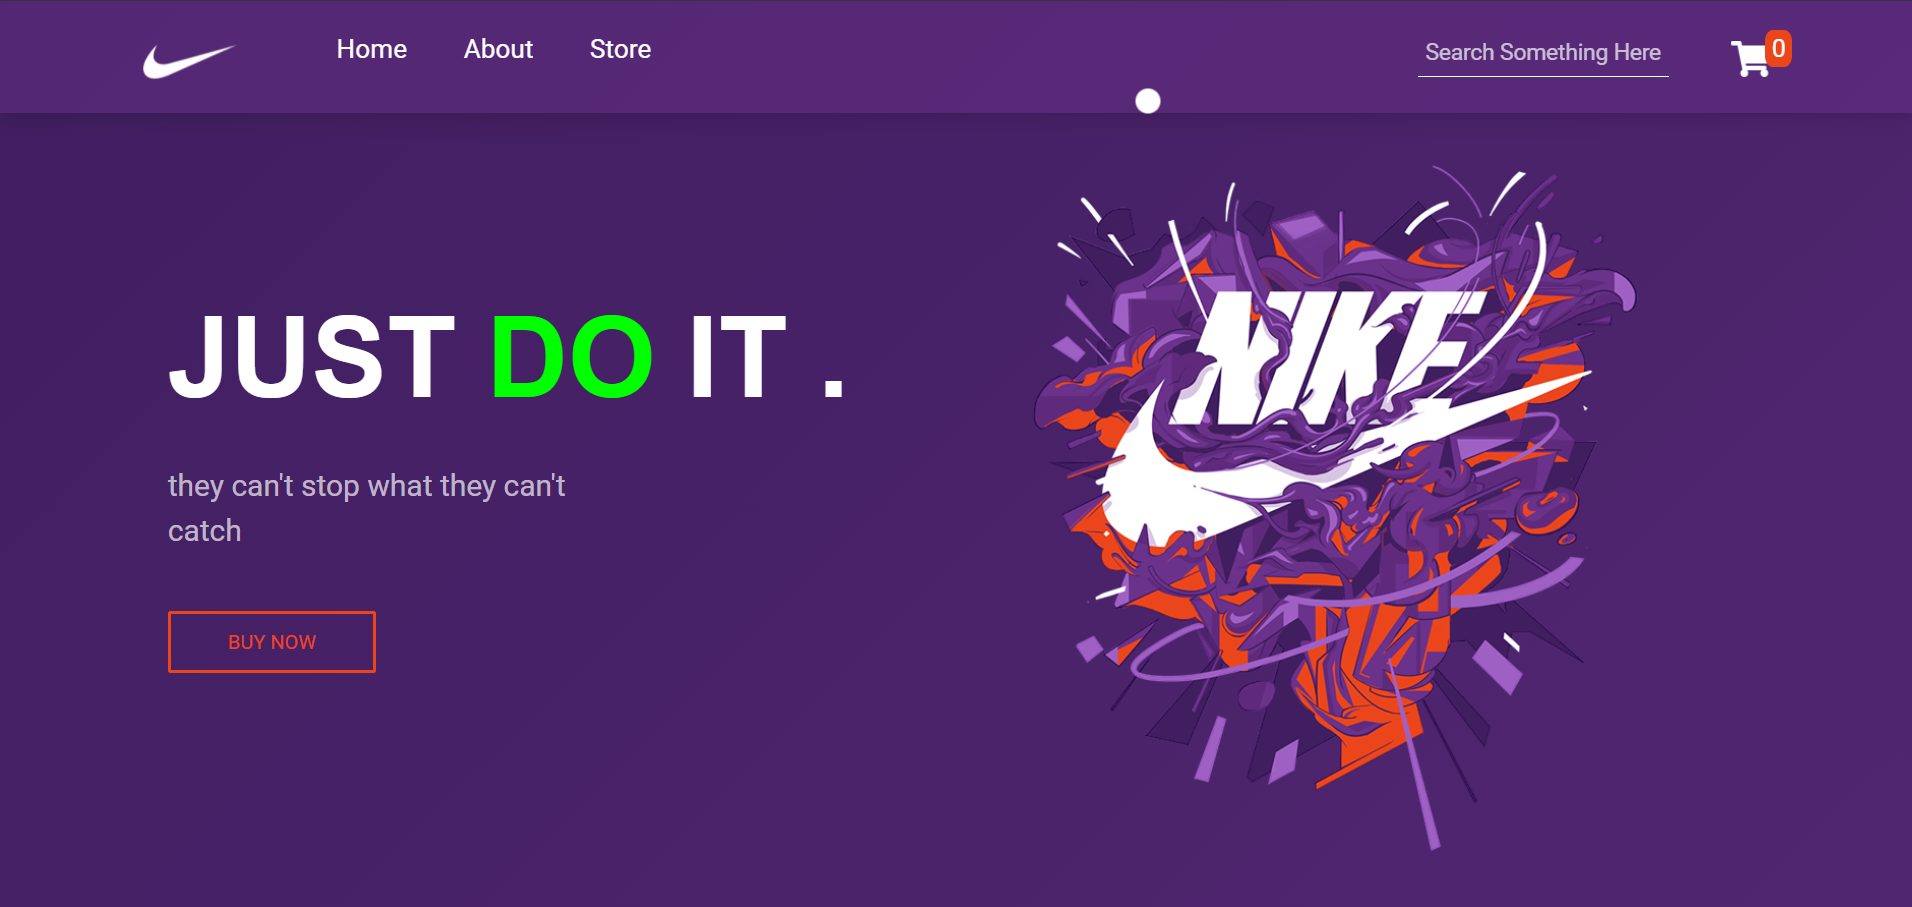 Home About Store
Search Something Here
0
JUST DO IT .
NIKE
they can't stop what they can't
catch
BUY NOW